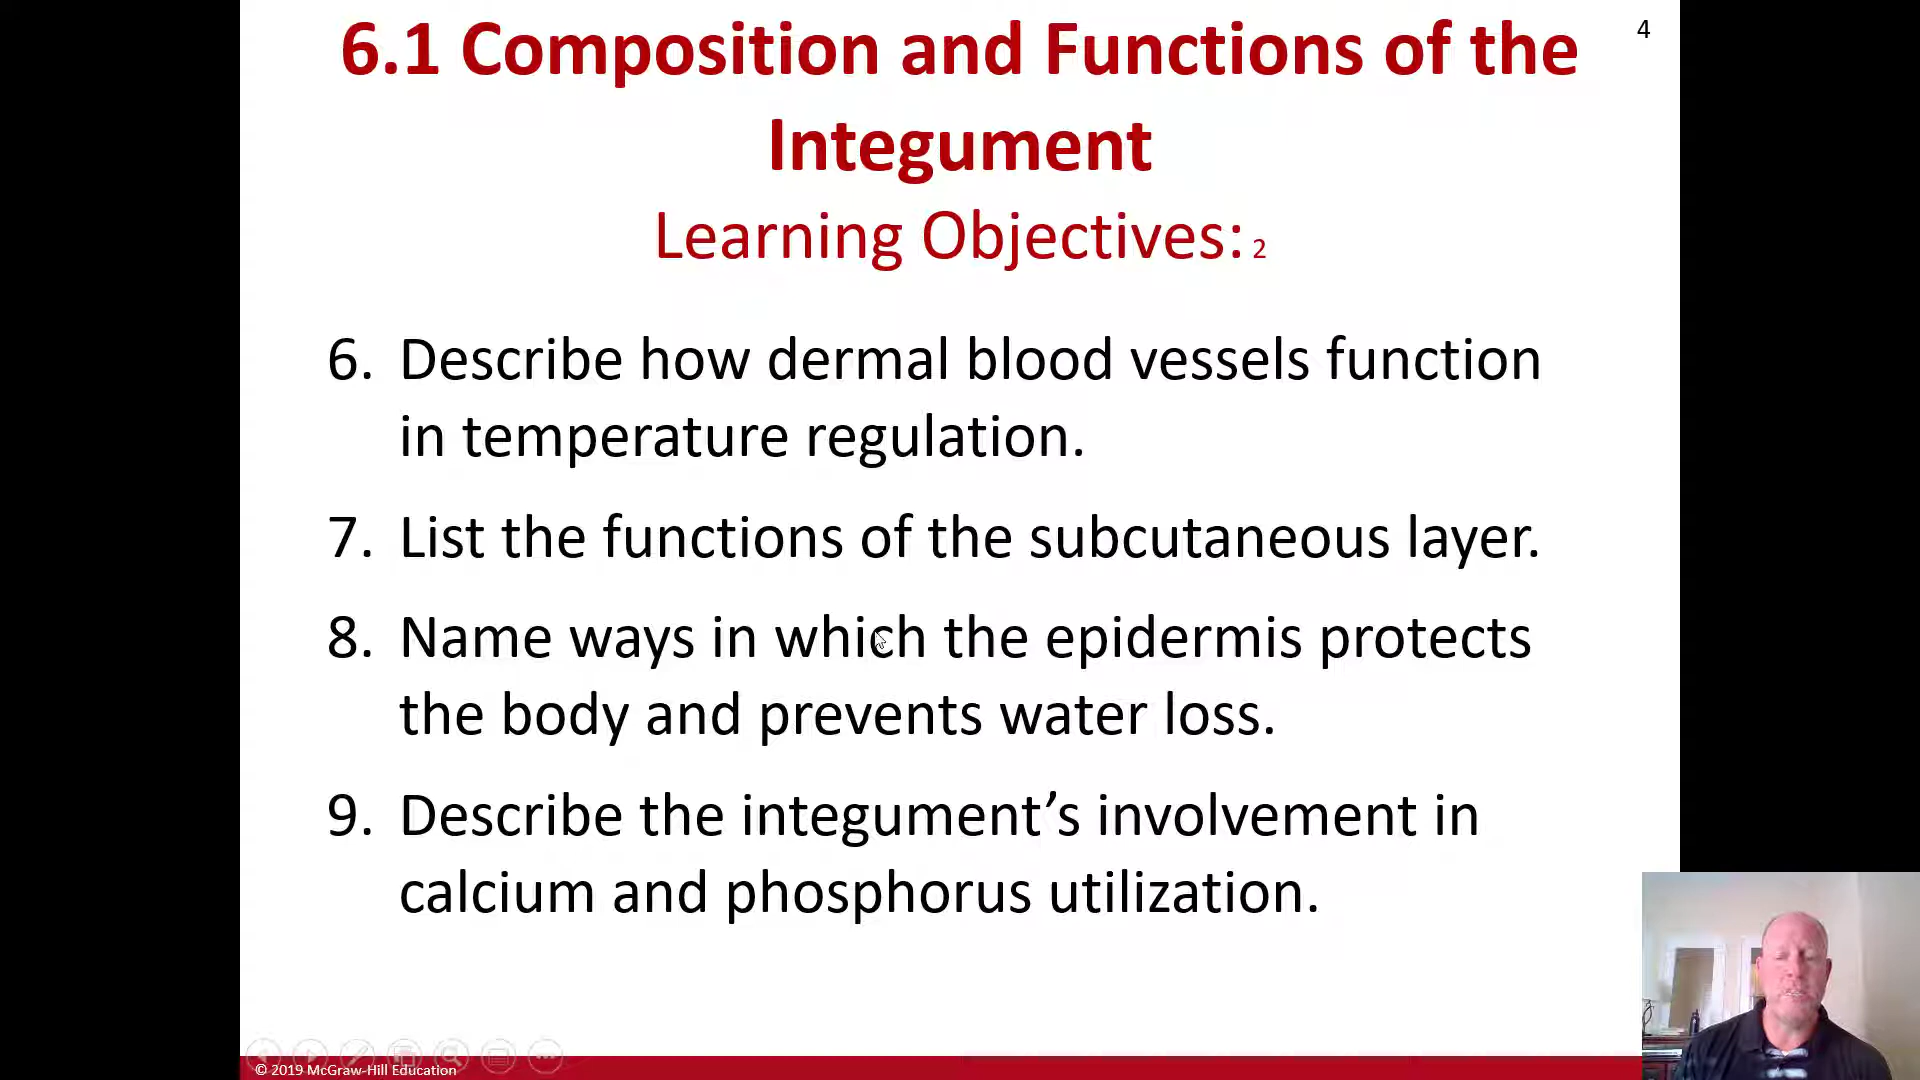 6.1 Composition and Functions of the
4
Integument
Learning Objectives: 2
6. Describe how dermal blood vessels function
in temperature regulation.
7. List the functions of the subcutaneous layer.
8. Name ways in which the epidermis protects
the body and prevents water loss.
9. Describe the integument’s involvement in
calcium and phosphorus utilization.
© 2019 McGraw-Hill Education